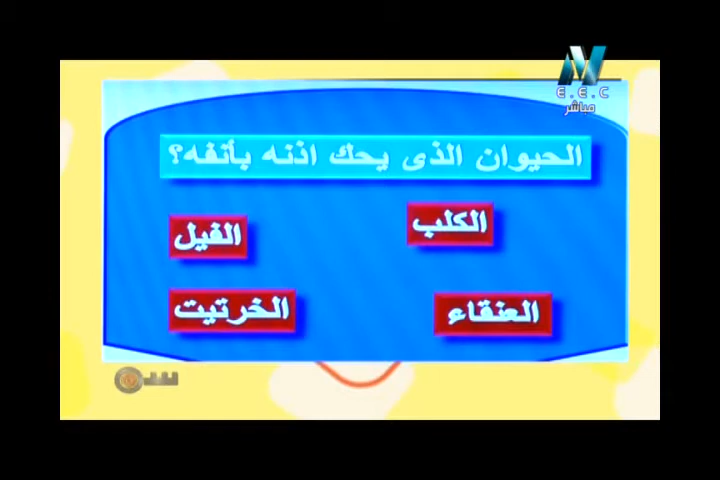 E.E.C
مباشر
الحيوان الذى يحك اذنه بأنفه؟
الكلب
الفيل
العنقاء
الخرتيت